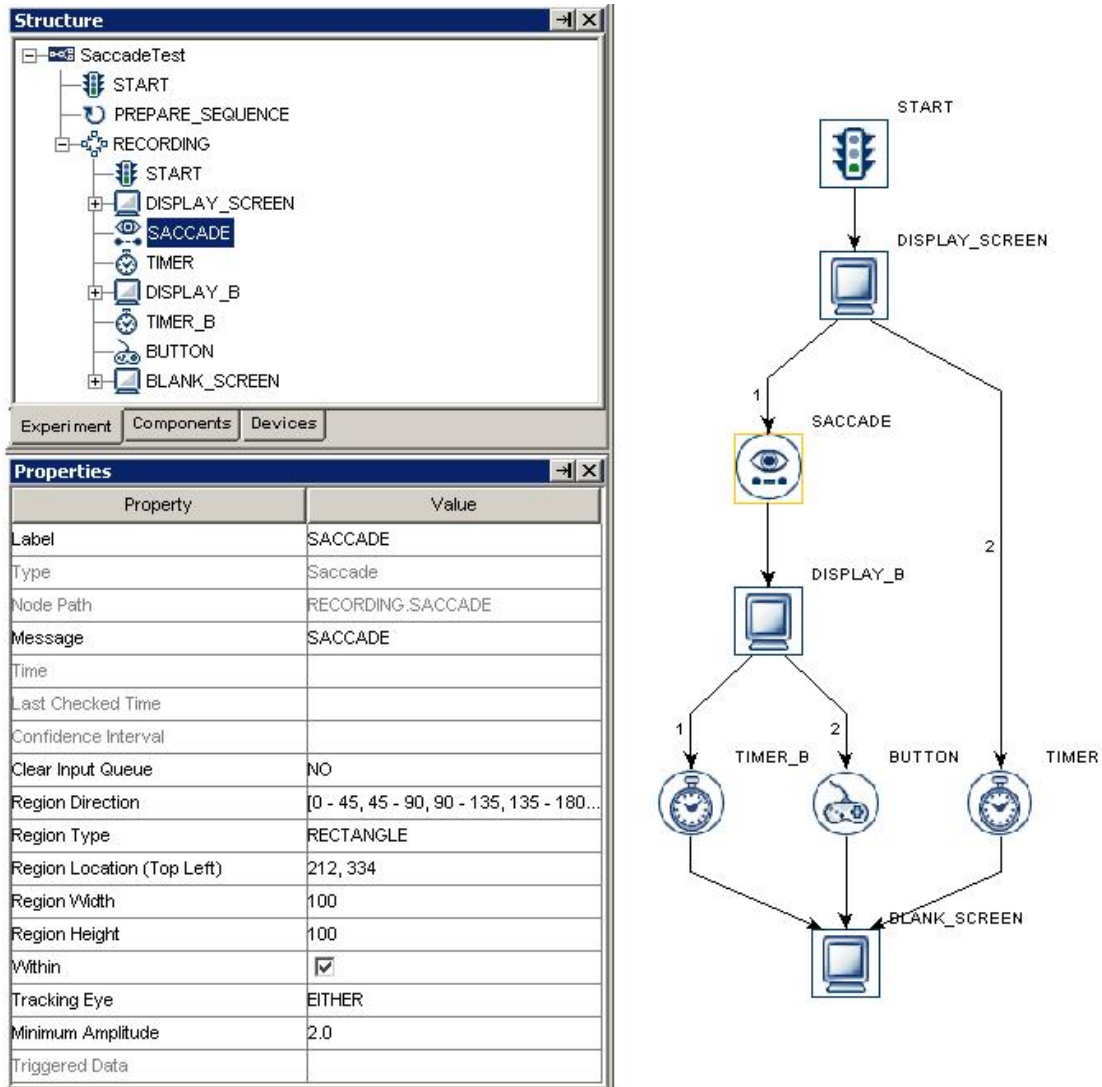 Structure
SaccadeTest
START
PREPARE_SEQUENCE
RECORDING
START
DISPLAY_SCREEN
SACCADE
TIMER
DISPLAY_B
TIMER_B
BUTTON
BLANK_SCREEN
Experiment Components Devices
Properties
Property Value
Label SACCADE
Type Saccade
Node Path RECORDING.SACCADE
Message SACCADE
Time
Last Checked Time
Confidence Interval
Clear Input Queue NO
Region Direction [0 - 45, 45 - 90, 90 - 135, 135 - 180...
Region Type RECTANGLE
Region Location (Top Left) 212, 334
Region Width 100
Region Height 100
Within
Tracking Eye EITHER
Minimum Amplitude 2.0
Triggered Data
START
DISPLAY_SCREEN
1
SACCADE
2
DISPLAY_B
1 2
TIMER_B BUTTON TIMER
BLANK_SCREEN